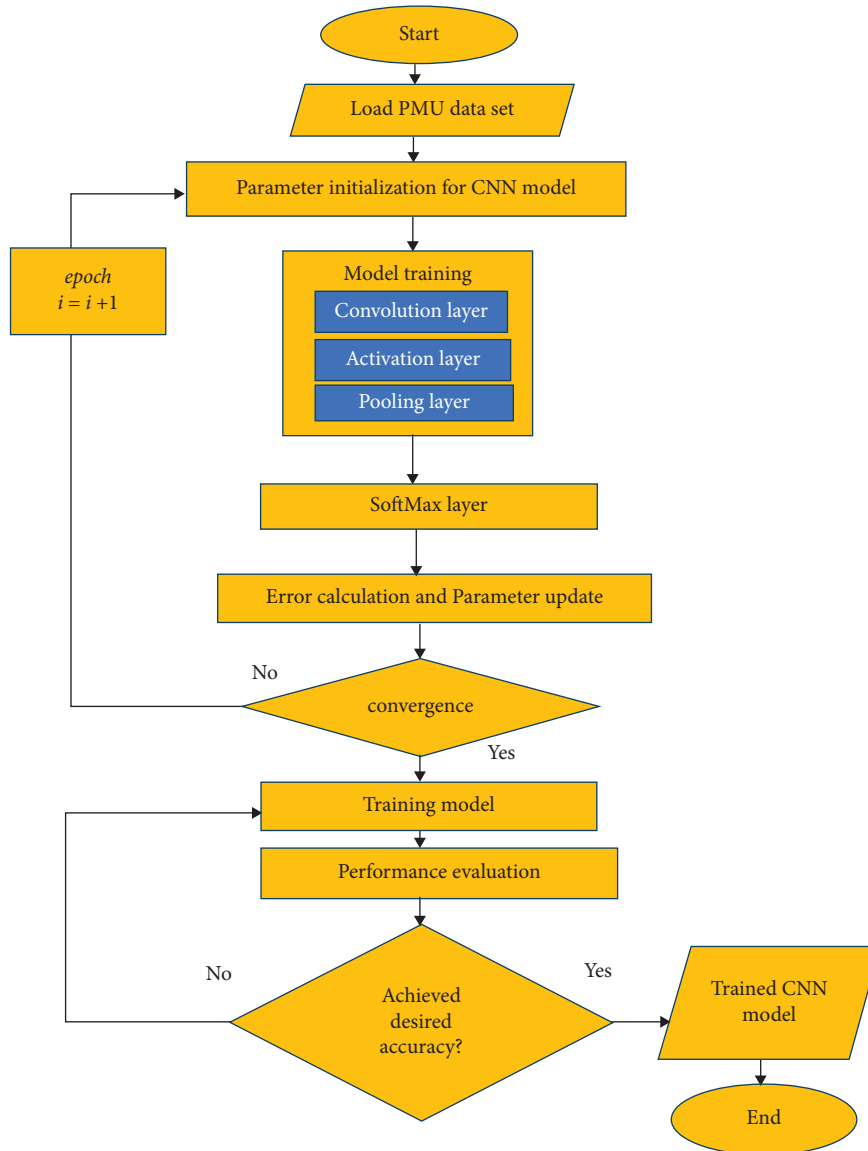 Start
Load PMU data set
Parameter initialization for CNN model
epoch
i = i +1
Model training
Convolution layer
Activation layer
Pooling layer
SoftMax layer
Error calculation and Parameter update
No
convergence
Yes
Training model
Performance evaluation
No
Achieved
desired
accuracy?
Yes
Trained CNN
model
End